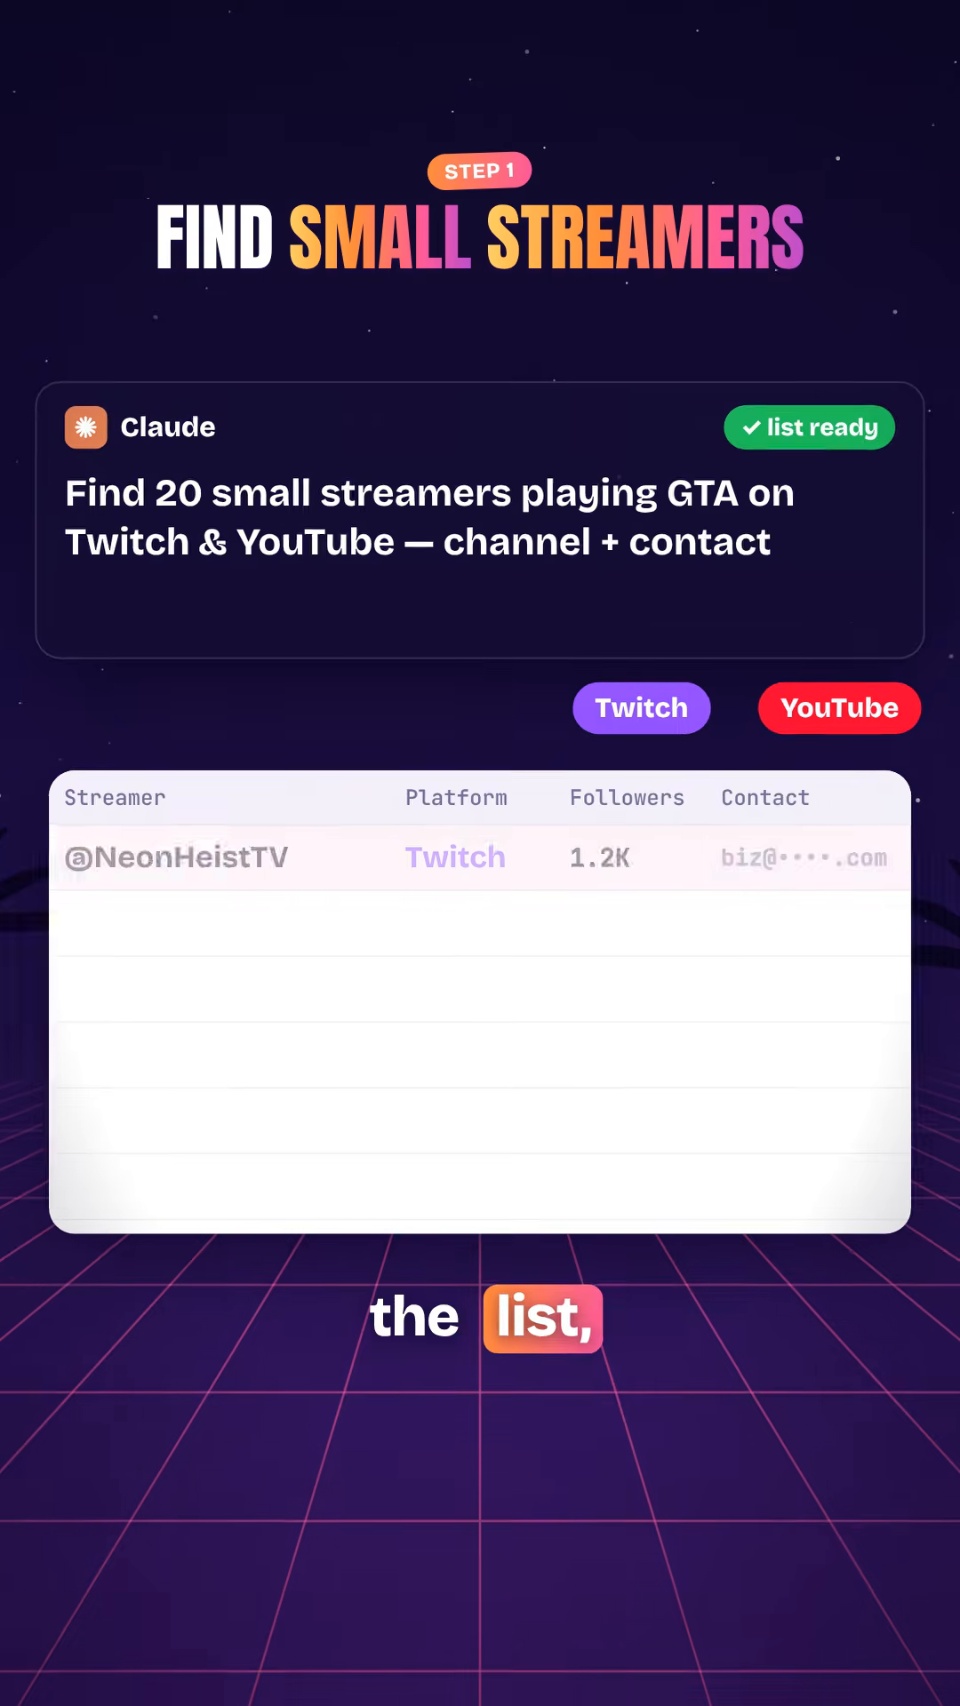 STEP 1
FIND SMALL STREAMERS
Claude
✓ list ready
Find 20 small streamers playing GTA on
Twitch & YouTube — channel + contact
Twitch YouTube
Streamer Platform Followers Contact
@NeonHeistTV Twitch 1.2K biz@••••.com
the list,